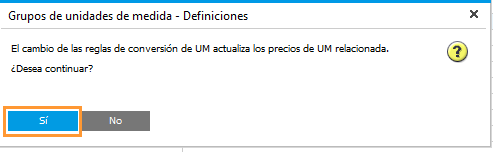 Grupos de unidades de medida - Definiciones
El cambio de las reglas de conversión de UM actualiza los precios de UM relacionada.
¿Desea continuar?
Sí
No